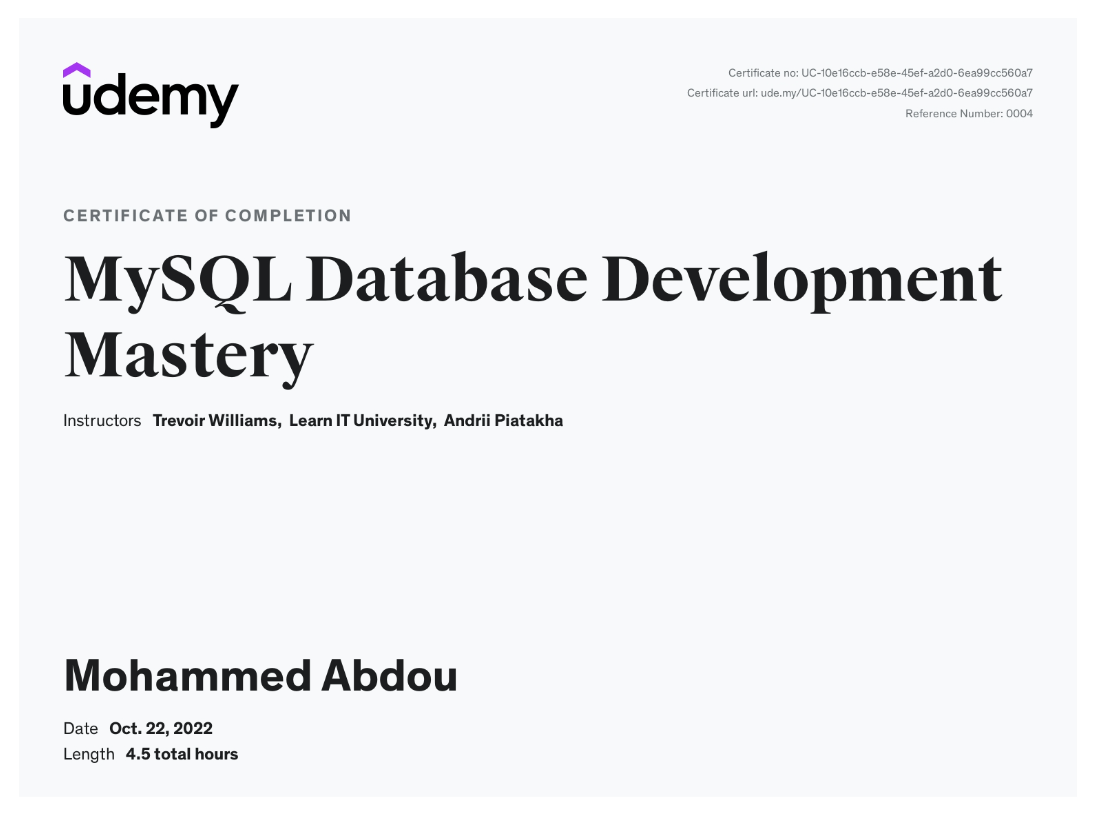 udemy
Certificate no: UC-10e16ccb-e58e-45ef-a2d0-6ea99cc560a7
Certificate url: ude.my/UC-10e16ccb-e58e-45ef-a2d0-6ea99cc560a7
Reference Number: 0004
CERTIFICATE OF COMPLETION
MySQL Database Development
Mastery
Instructors Trevoir Williams, Learn IT University, Andrii Piatakha
Mohammed Abdou
Date Oct. 22, 2022
Length 4.5 total hours